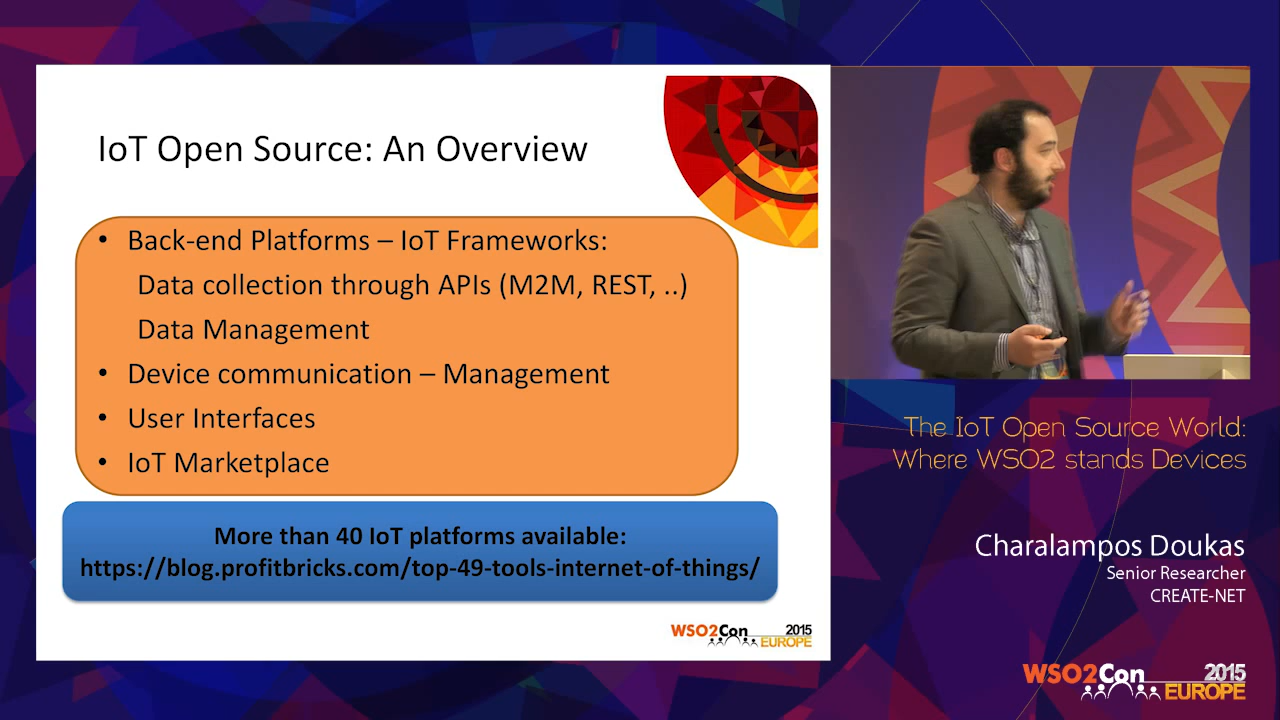 IoT Open Source: An Overview
• Back-end Platforms – IoT Frameworks:
Data collection through APIs (M2M, REST, ..)
Data Management
• Device communication – Management
• User Interfaces
• IoT Marketplace
More than 40 IoT platforms available:
https://blog.profitbricks.com/top-49-tools-internet-of-things/
WSO2Con 2015
EUROPE
The IoT Open Source World:
Where WSO2 stands Devices
Charalampos Doukas
Senior Researcher
CREATE-NET
WSO2Con 2015
EUROPE